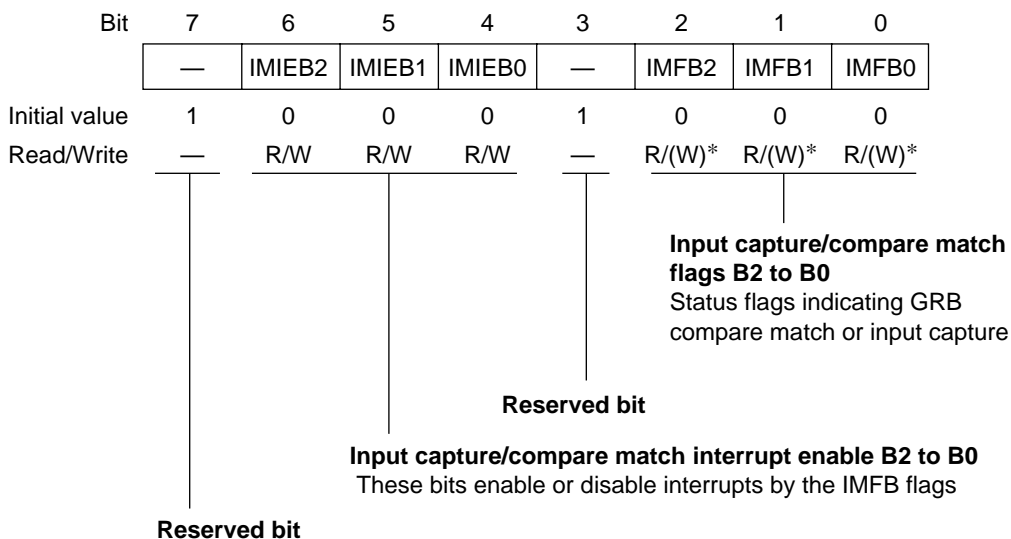 Bit 7 6 5 4 3 2 1 0
— IMIEB2 IMIEB1 IMIEB0 — IMFB2 IMFB1 IMFB0
Initial value 1 0 0 0 1 0 0 0
Read/Write — R/W R/W R/W — R/(W)* R/(W)* R/(W)*
Input capture/compare match
flags B2 to B0
Status flags indicating GRB
compare match or input capture
Reserved bit
Input capture/compare match interrupt enable B2 to B0
These bits enable or disable interrupts by the IMFB flags
Reserved bit